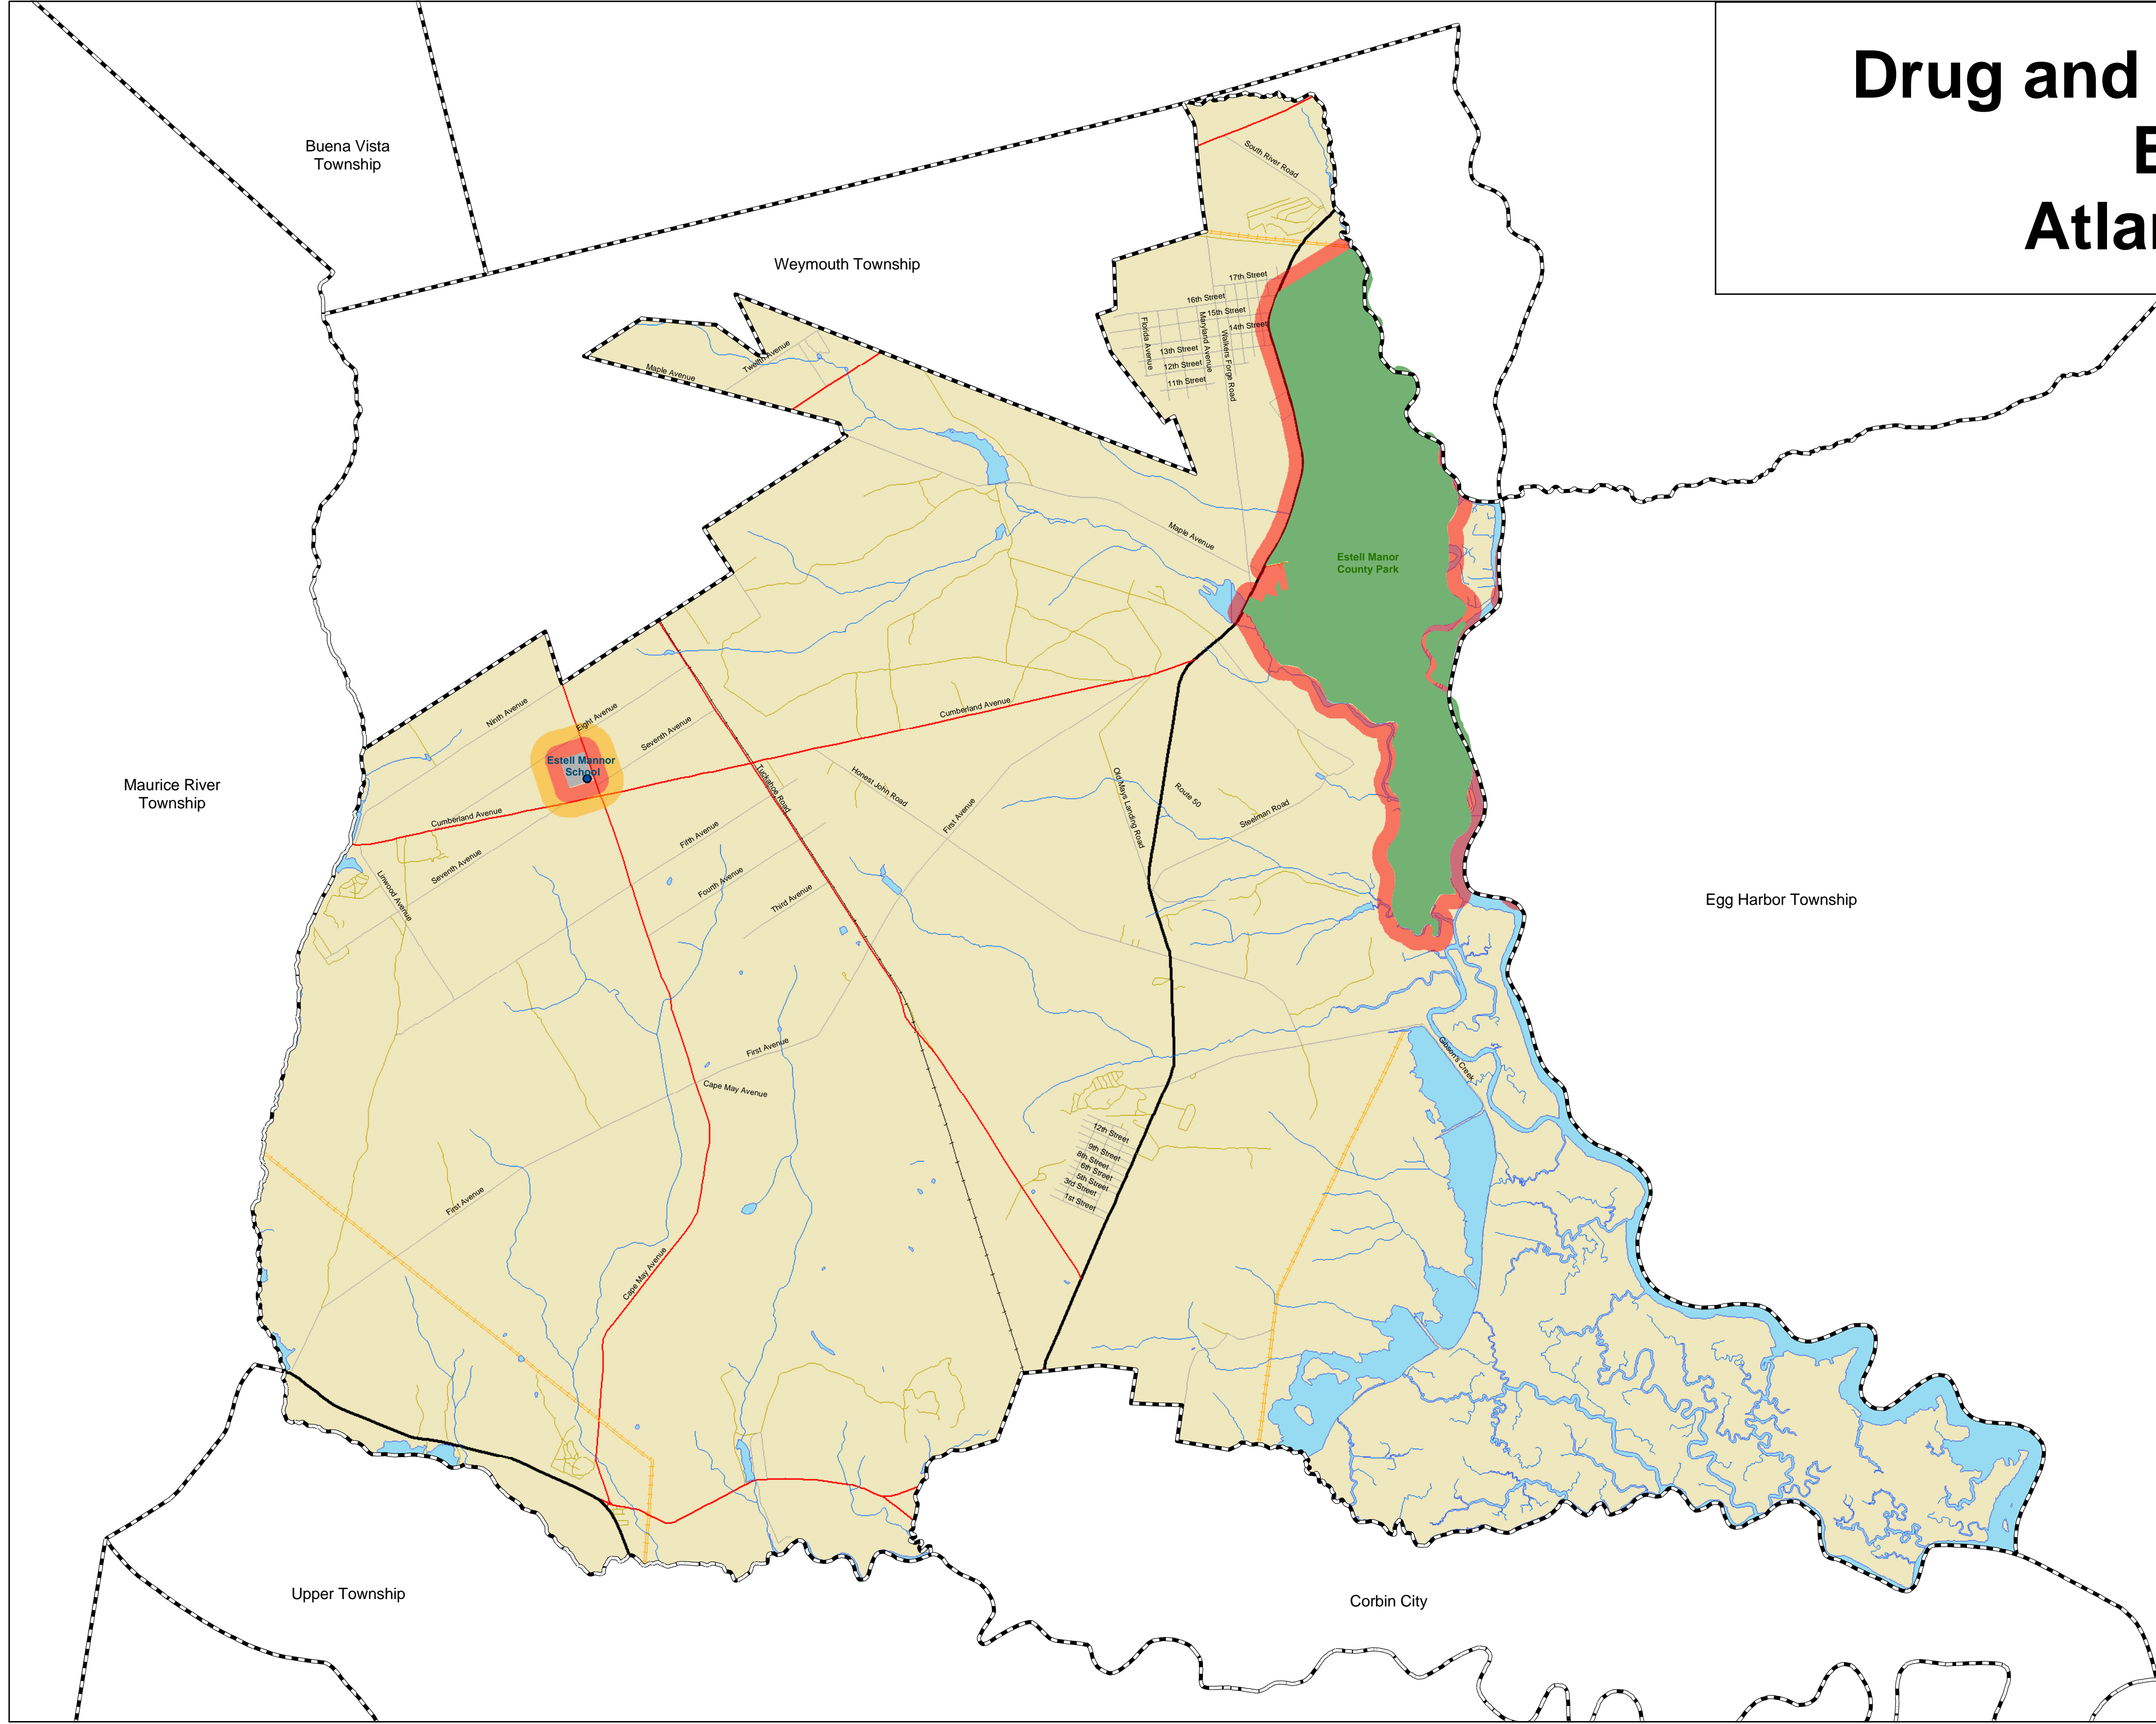 Drug and
E
Atlan
Buena Vista
Township
South River Road
Weymouth Township
17th Street
16th Street
15th Street
14th Street
Florida Avenue
Maryland Avenue
Walkers Forge Road
13th Street
12th Street
11th Street
Twelfth Avenue
Maple Avenue
Maple Avenue
Estell Manor
County Park
Ninth Avenue
Eight Avenue
Seventh Avenue
Cumberland Avenue
Estell Mannor
School
Maurice River
Township
Tuckahoe Road
Honest John Road
Old Mays Landing Road
Route 50
Steelman Road
First Avenue
Cumberland Avenue
Fifth Avenue
Seventh Avenue
Linwood Avenue
Fourth Avenue
Third Avenue
Egg Harbor Township
First Avenue
Gibson's Creek
Cape May Avenue
12th Street
9th Street
8th Street
6th Street
5th Street
3rd Street
1st Street
First Avenue
Cape May Avenue
Upper Township
Corbin City